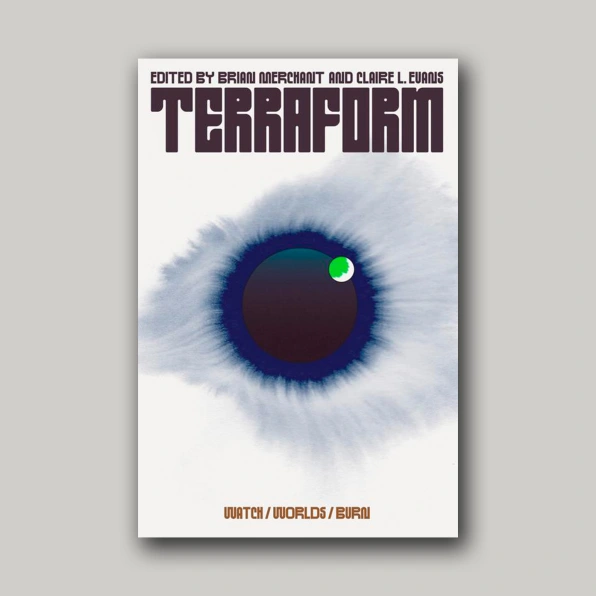 EDITED BY BRIAN MERCHANT AND CLAIRE L. EVANS
TERRAFORM
WATCH / WORLDS / BURN